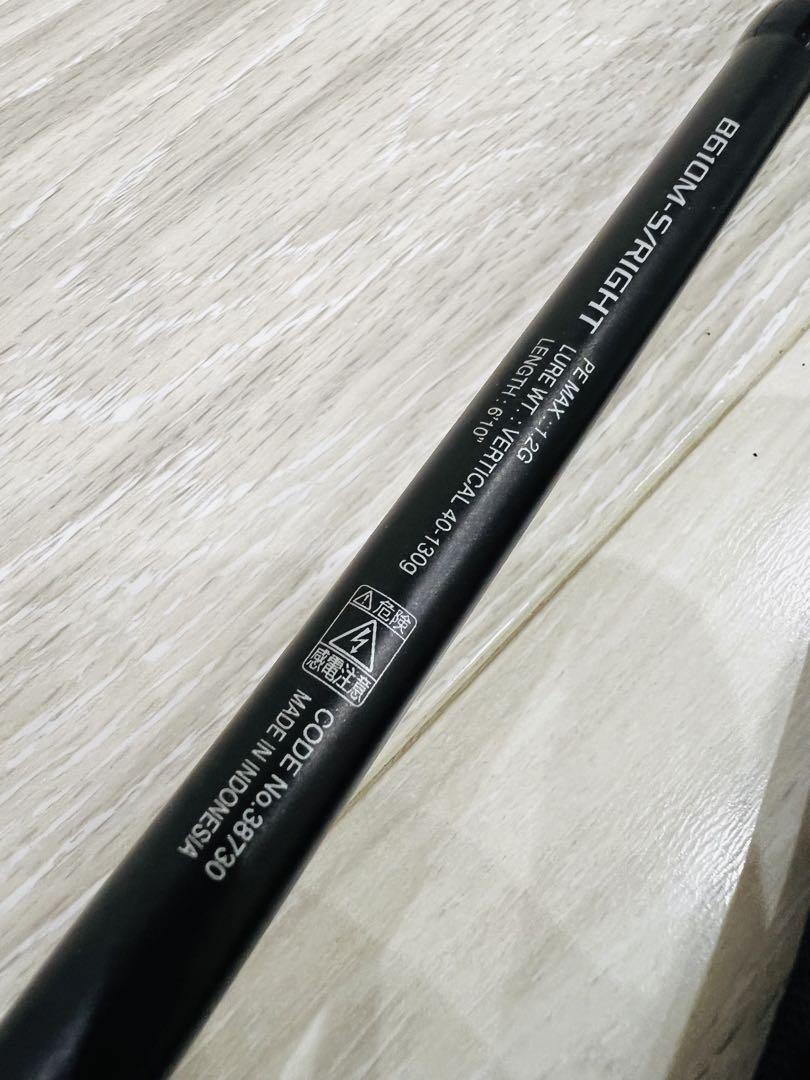 B610M-S/RIGHT
PE MAX : 1.2G
LURE WT : VERTICAL 40-130g
LENGTH : 6'10"
危険
感電注意
CODE No.38730
MADE IN INDONESIA